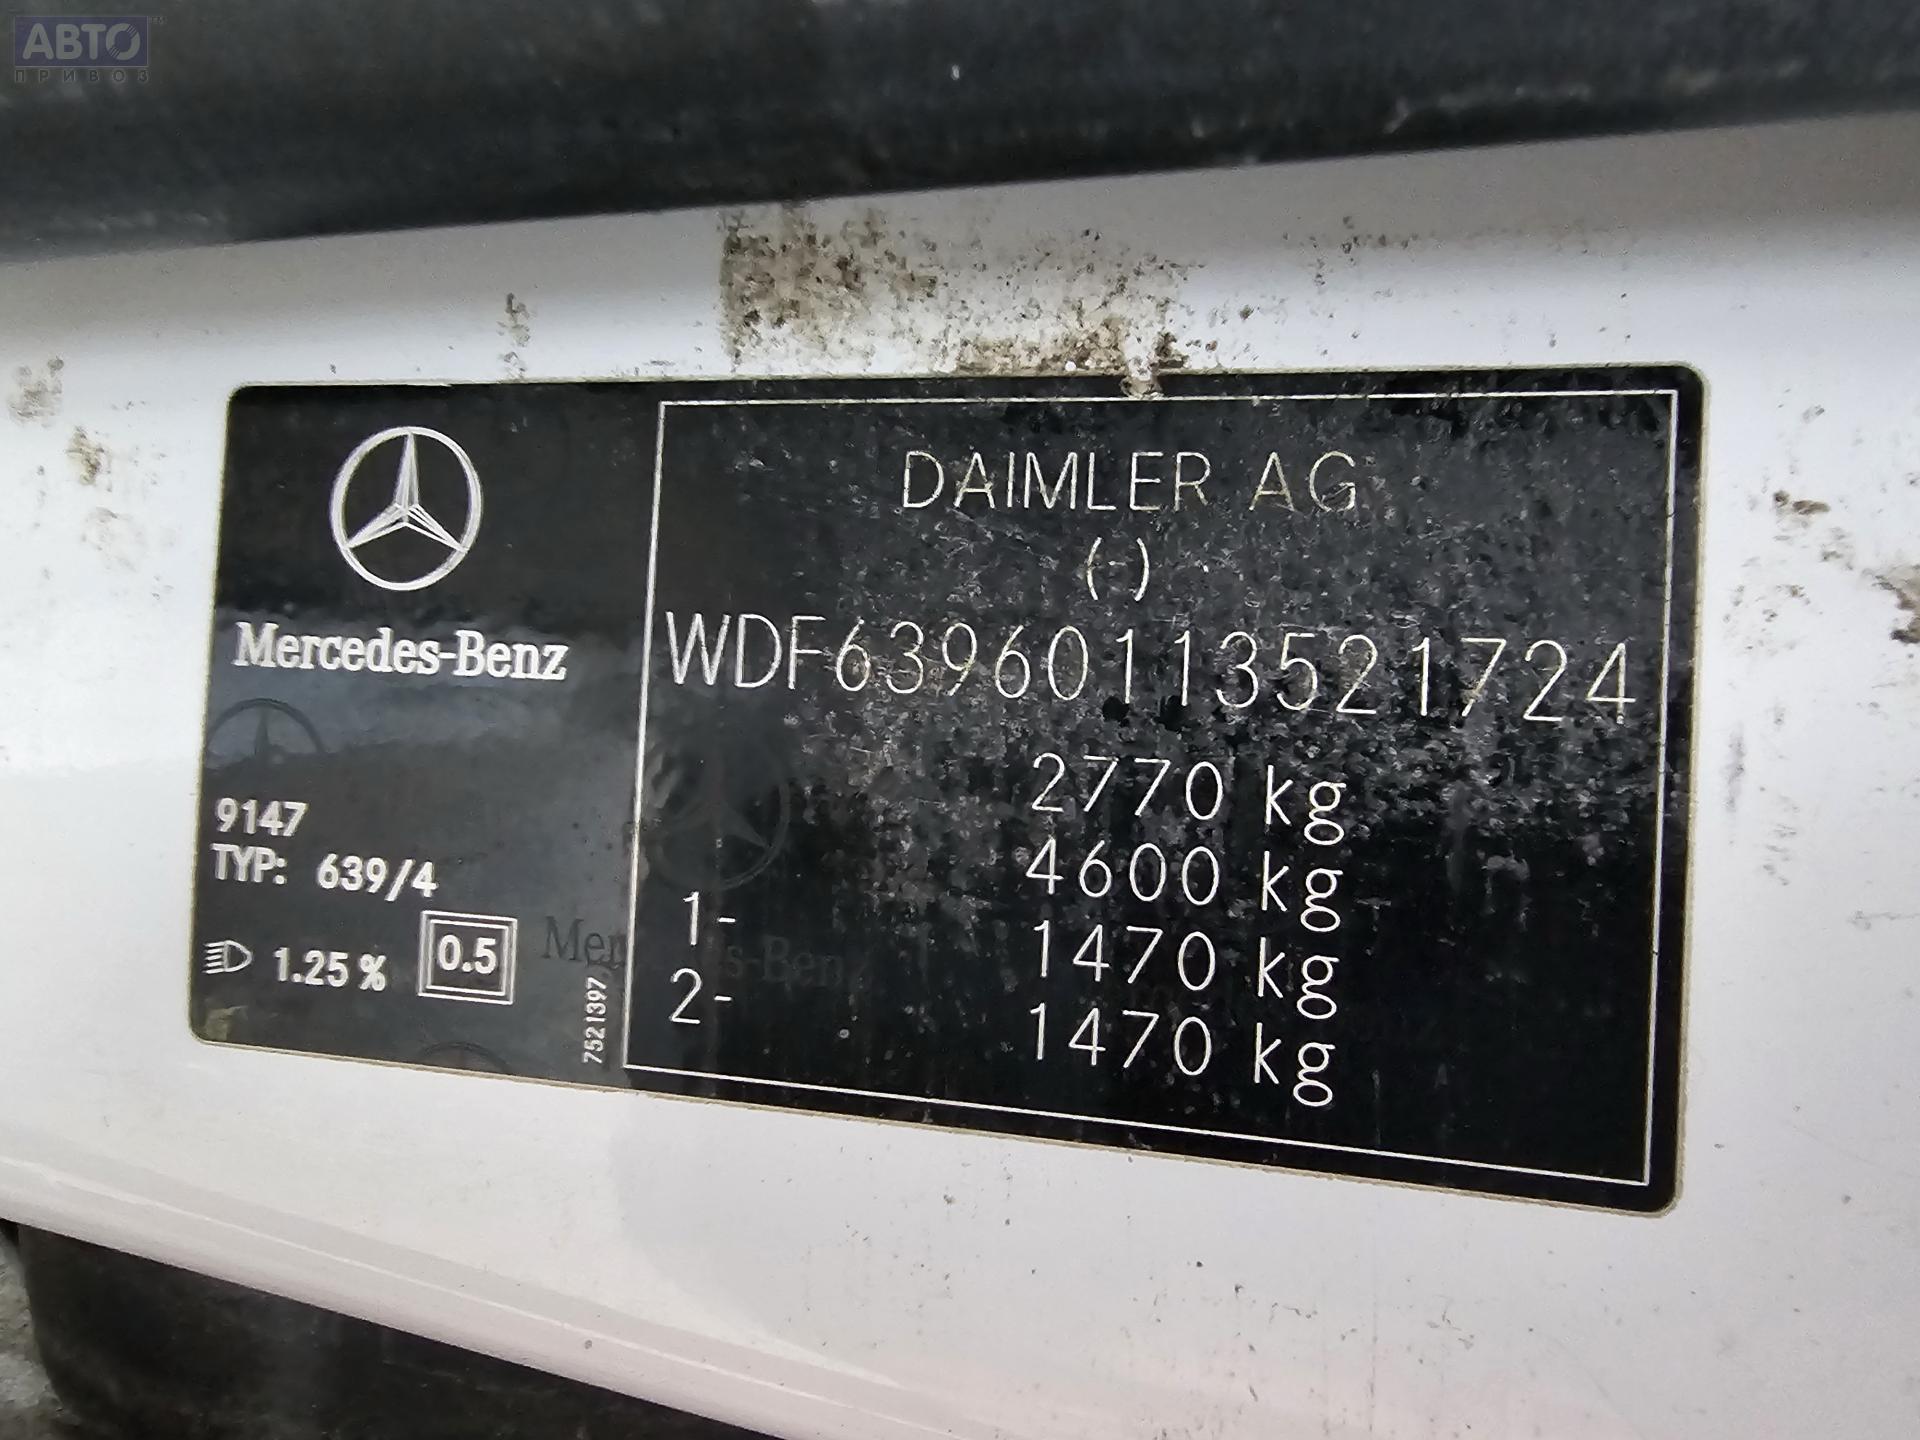 АВТО
ПРИВОЗ
Mercedes-Benz
9147
TYP: 639/4
1.25 %
0.5
7521397
DAIMLER AG
(-)
WDF63960113521724
2770 kg
4600 kg
1- 1470 kg
2- 1470 kg